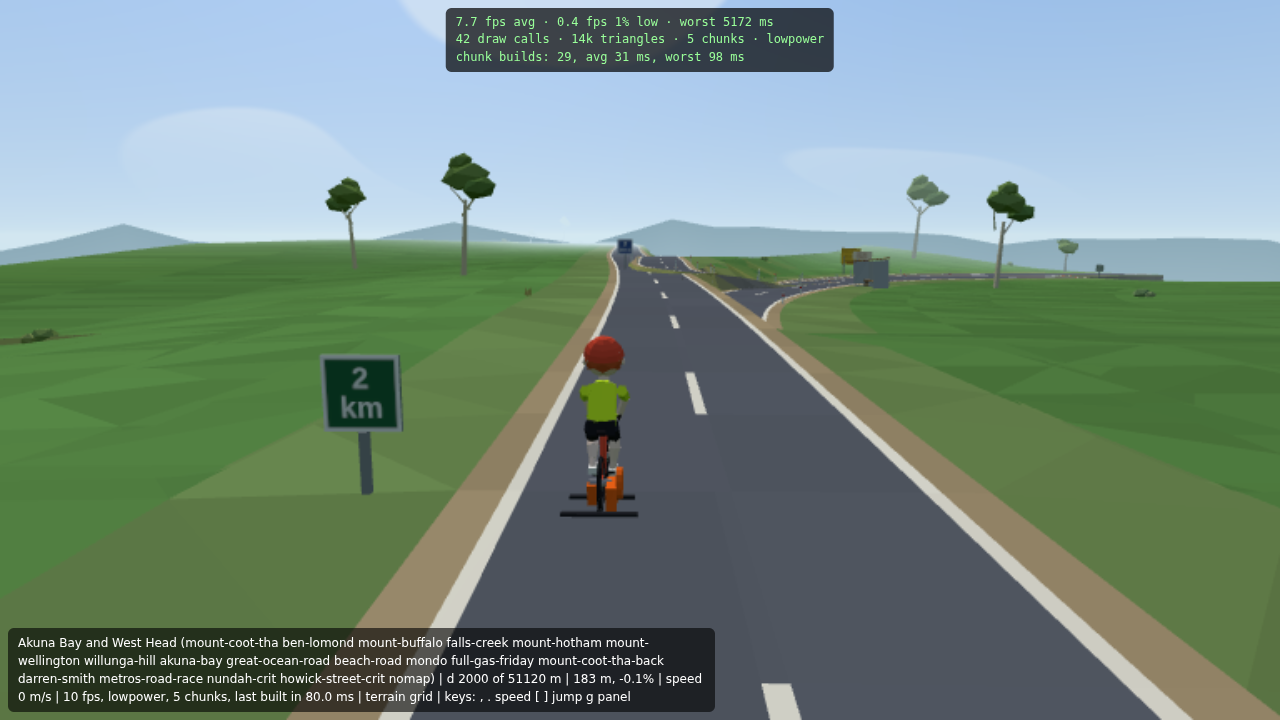 7.7 fps avg · 0.4 fps 1% low · worst 5172 ms
42 draw calls · 14k triangles · 5 chunks · lowpower
chunk builds: 29, avg 31 ms, worst 98 ms
2
km
Akuna Bay and West Head (mount-coot-tha ben-lomond mount-buffalo falls-creek mount-hotham mount-
wellington willunga-hill akuna-bay great-ocean-road beach-road mondo full-gas-friday mount-coot-tha-back
darren-smith metros-road-race nundah-crit howick-street-crit nomap) | d 2000 of 51120 m | 183 m, -0.1% | speed
0 m/s | 10 fps, lowpower, 5 chunks, last built in 80.0 ms | terrain grid | keys: , . speed [ ] jump g panel